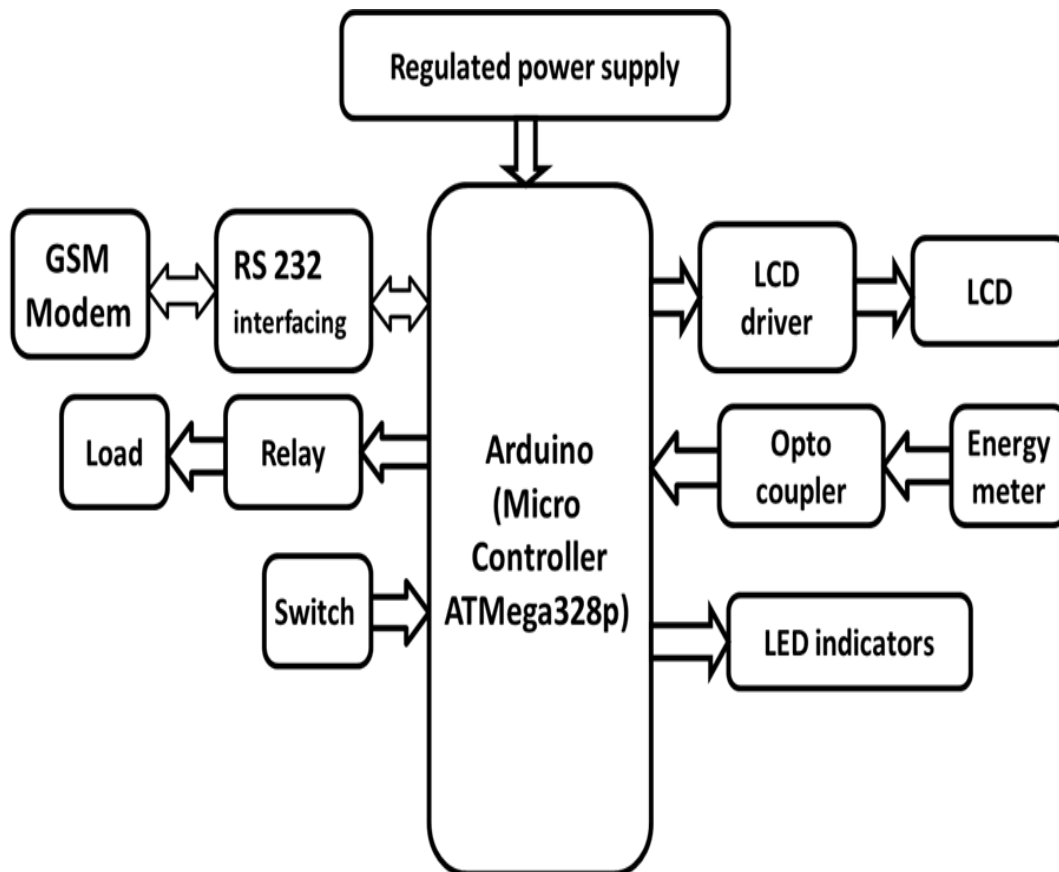 Regulated power supply
GSM
Modem
RS 232
interfacing
LCD
driver
LCD
Load
Relay
Arduino
(Micro
Controller
ATMega328p)
Opto
coupler
Energy
meter
Switch
LED indicators